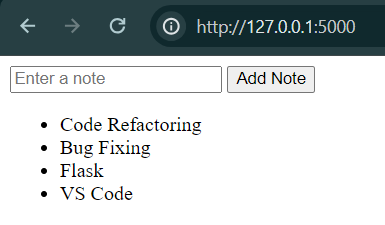 http://127.0.0.1:5000
Enter a note Add Note
Code Refactoring
Bug Fixing
Flask
VS Code